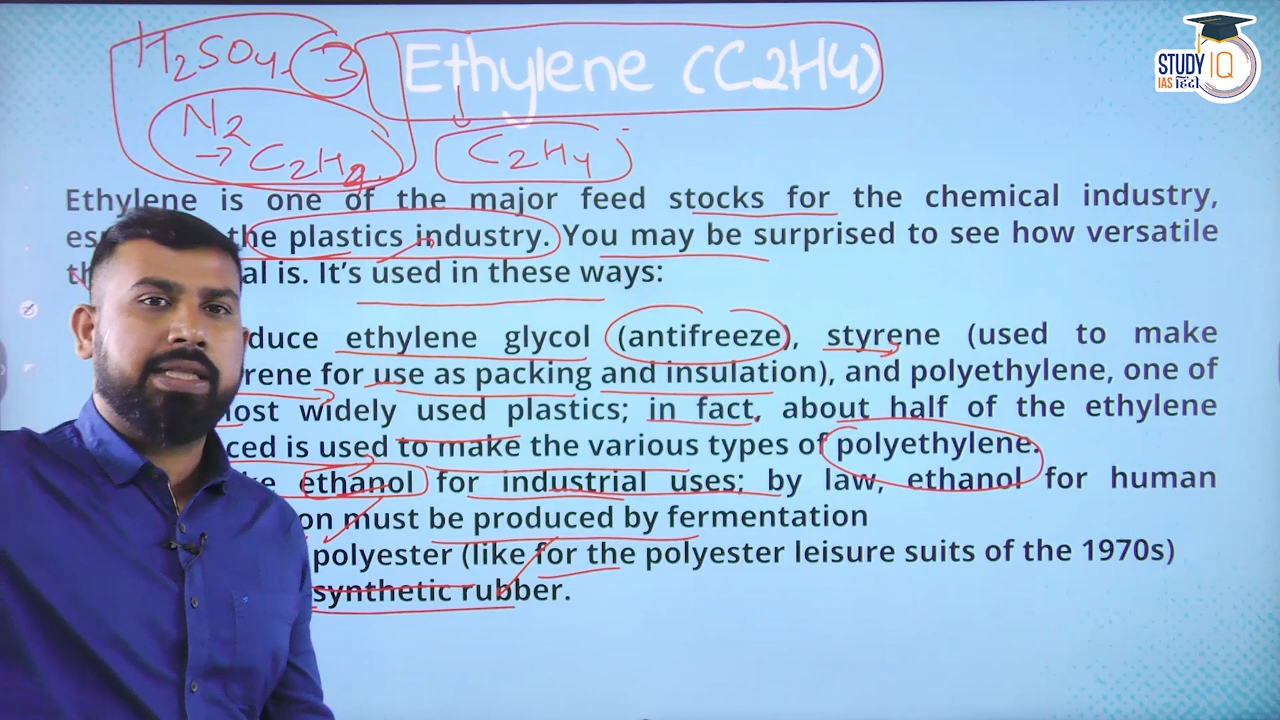 H2SO4. 3
Ethylene (C2H4)
STUDY IQ
IAS हिंदी
N2
→ C2H4
C2H4
Ethylene is one of the major feed stocks for the chemical industry,
the plastics industry. You may be surprised to see how versatile
al is. It's used in these ways:
duce ethylene glycol (antifreeze), styrene (used to make
rene for use as packing and insulation), and polyethylene, one of
ost widely used plastics; in fact, about half of the ethylene
ced is used to make the various types of polyethylene.
ethanol for industrial uses; by law, ethanol for human
on must be produced by fermentation
polyester (like for the polyester leisure suits of the 1970s)
synthetic rubber.